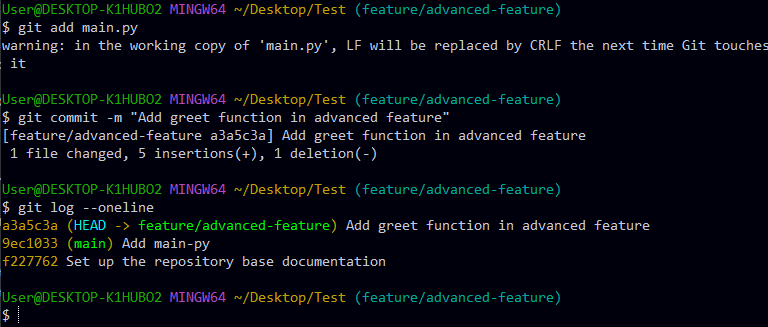 User@DESKTOP-K1HUBO2 MINGW64 ~/Desktop/Test (feature/advanced-feature)
$ git add main.py
warning: in the working copy of 'main.py', LF will be replaced by CRLF the next time Git touches
 it
User@DESKTOP-K1HUBO2 MINGW64 ~/Desktop/Test (feature/advanced-feature)
$ git commit -m "Add greet function in advanced feature"
[feature/advanced-feature a3a5c3a] Add greet function in advanced feature
 1 file changed, 5 insertions(+), 1 deletion(-)
User@DESKTOP-K1HUBO2 MINGW64 ~/Desktop/Test (feature/advanced-feature)
$ git log --oneline
a3a5c3a (HEAD -> feature/advanced-feature) Add greet function in advanced feature
9ec1033 (main) Add main-py
f227762 Set up the repository base documentation
User@DESKTOP-K1HUBO2 MINGW64 ~/Desktop/Test (feature/advanced-feature)
$